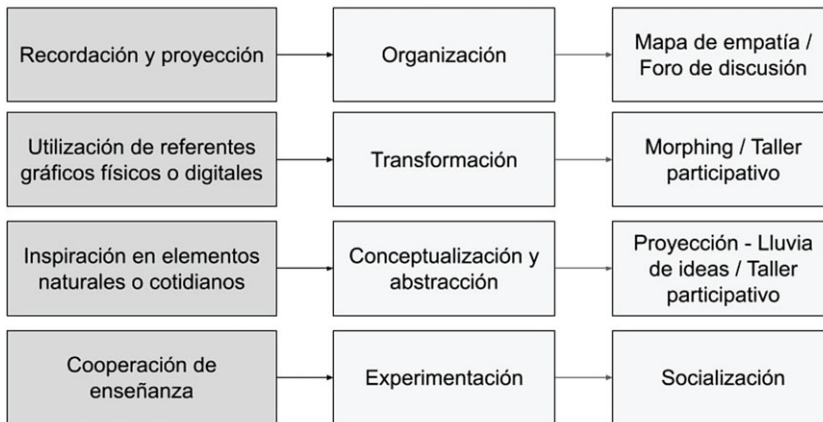 Recordación y proyección
Organización
Mapa de empatía /
Foro de discusión
Utilización de referentes
gráficos físicos o digitales
Transformación
Morphing / Taller
participativo
Inspiración en elementos
naturales o cotidianos
Conceptualización y
abstracción
Proyección - Lluvia
de ideas / Taller
participativo
Cooperación de
enseñanza
Experimentación
Socialización